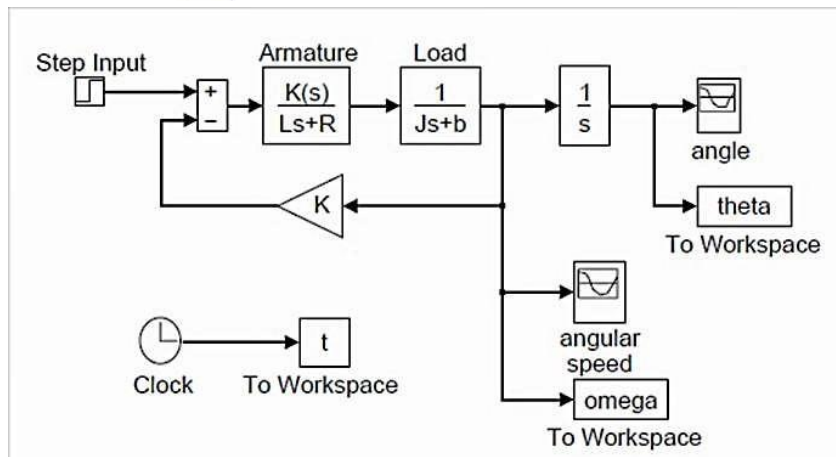 Step Input
Armature
Load
+
−
K(s)
Ls+R
1
Js+b
1
s
angle
theta
To Workspace
K
angular
speed
omega
To Workspace
Clock
t
To Workspace